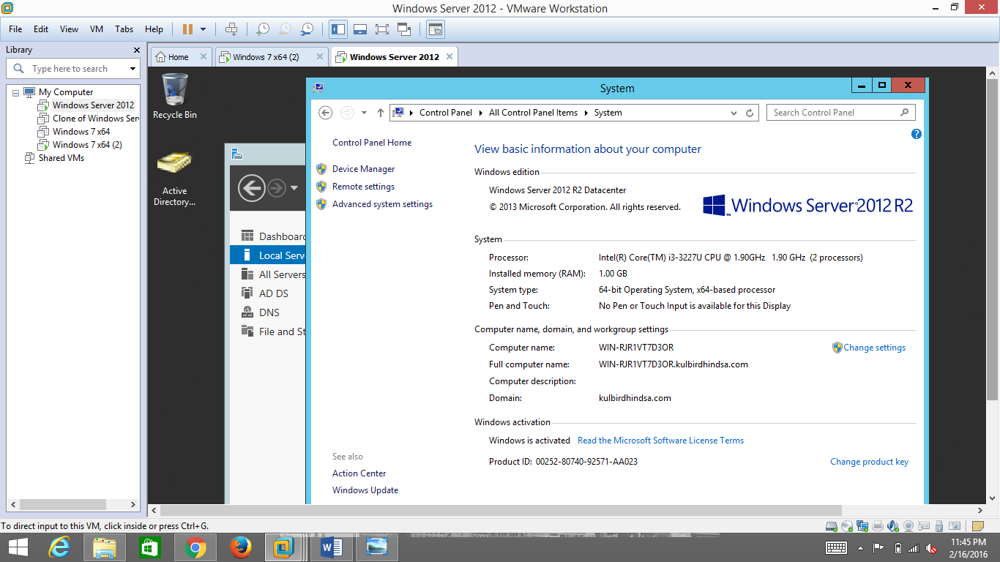 Windows Server 2012 - VMware Workstation
File Edit View VM Tabs Help
Library
Type here to search
My Computer
Windows Server 2012
Clone of Windows Ser
Windows 7 x64
Windows 7 x64 (2)
Shared VMs
Home
Windows 7 x64 (2)
Windows Server 2012
Recycle Bin
Active
Directory...
Dashboard
Local Serv
All Servers
AD DS
DNS
File and St
System
Control Panel All Control Panel Items System
Search Control Panel
Control Panel Home
Device Manager
Remote settings
Advanced system settings
See also
Action Center
Windows Update
View basic information about your computer
Windows edition
Windows Server 2012 R2 Datacenter
© 2013 Microsoft Corporation. All rights reserved.
Windows Server 2012 R2
System
Processor: Intel(R) Core(TM) i3-3227U CPU @ 1.90GHz 1.90 GHz (2 processors)
Installed memory (RAM): 1.00 GB
System type: 64-bit Operating System, x64-based processor
Pen and Touch: No Pen or Touch Input is available for this Display
Computer name, domain, and workgroup settings
Computer name: WIN-RJR1VT7D3OR
Change settings
Full computer name: WIN-RJR1VT7D3OR.kulbirdhindsa.com
Computer description:
Domain: kulbirdhindsa.com
Windows activation
Windows is activated Read the Microsoft Software License Terms
Product ID: 00252-80740-92571-AA023
Change product key
To direct input to this VM, click inside or press Ctrl+G.
11:45 PM
2/16/2016